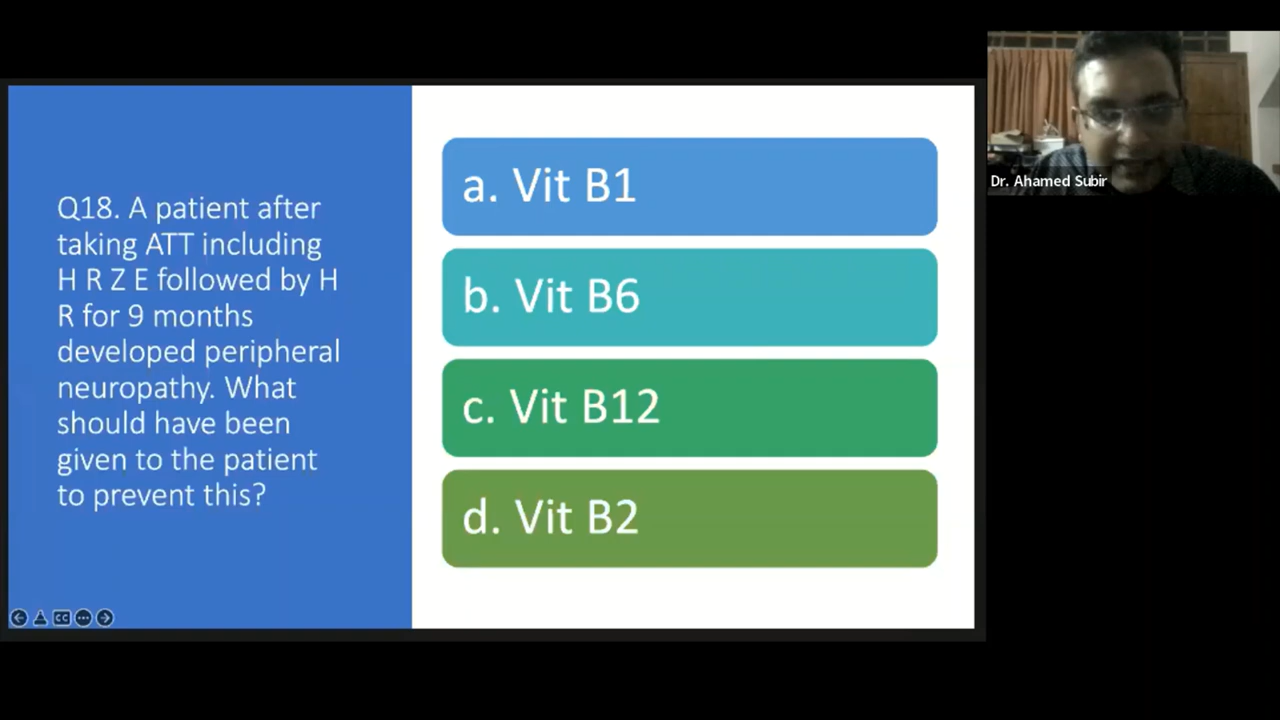 Q18. A patient after
taking ATT including
H R Z E followed by H
R for 9 months
developed peripheral
neuropathy. What
should have been
given to the patient
to prevent this?
a. Vit B1
b. Vit B6
c. Vit B12
d. Vit B2
Dr. Ahamed Subir
CC